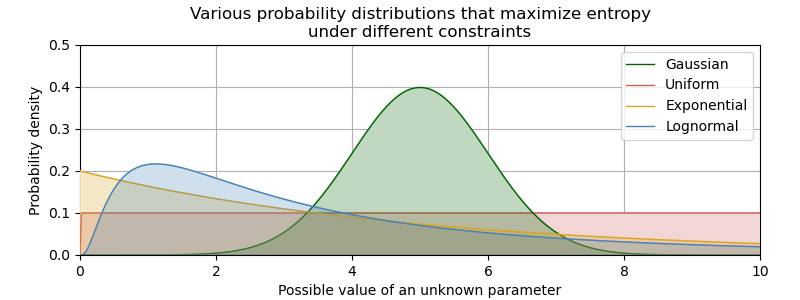 Various probability distributions that maximize entropy
under different constraints
0.5
0.4
0.3
0.2
0.1
0.0
Probability density
Gaussian
Uniform
Exponential
Lognormal
0 2 4 6 8 10
Possible value of an unknown parameter